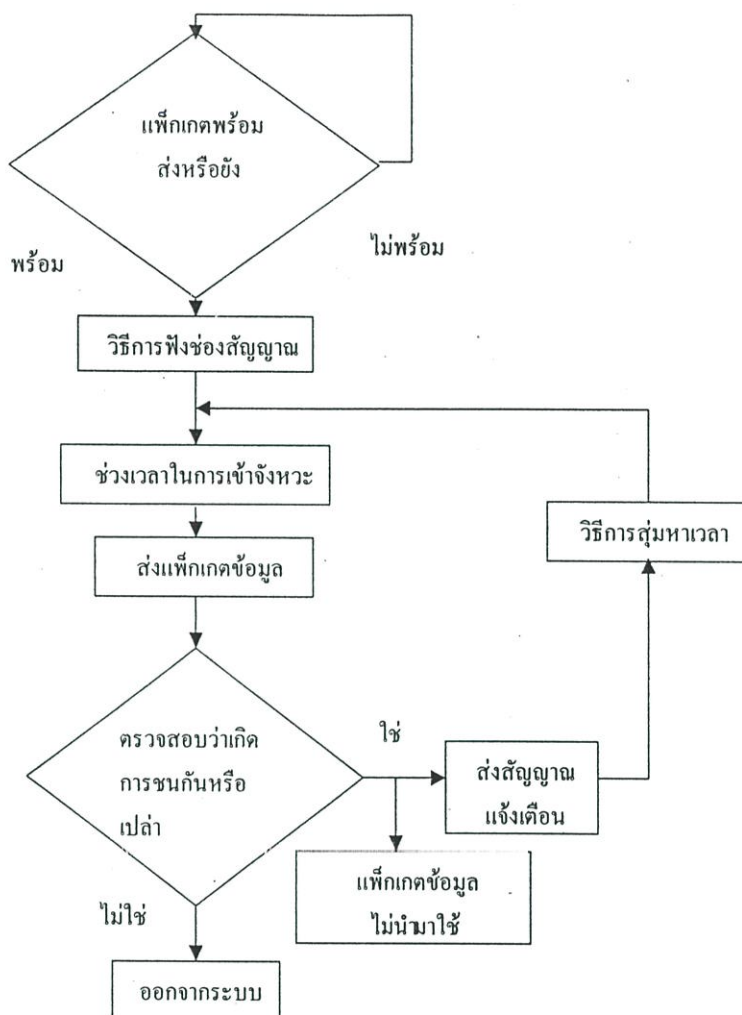 แพ็กเกตพร้อม
ส่งหรือยัง
พร้อม
ไม่พร้อม
วิธีการฟังช่องสัญญาณ
ช่วงเวลาในการเข้าจังหวะ
วิธีการสุ่มหาเวลา
ส่งแพ็กเกตข้อมูล
ตรวจสอบว่าเกิด
การชนกันหรือ
เปล่า
ใช่
ส่งสัญญาณ
แจ้งเตือน
แพ็กเกตข้อมูล
ไม่นำมาใช้
ไม่ใช่
ออกจากระบบ